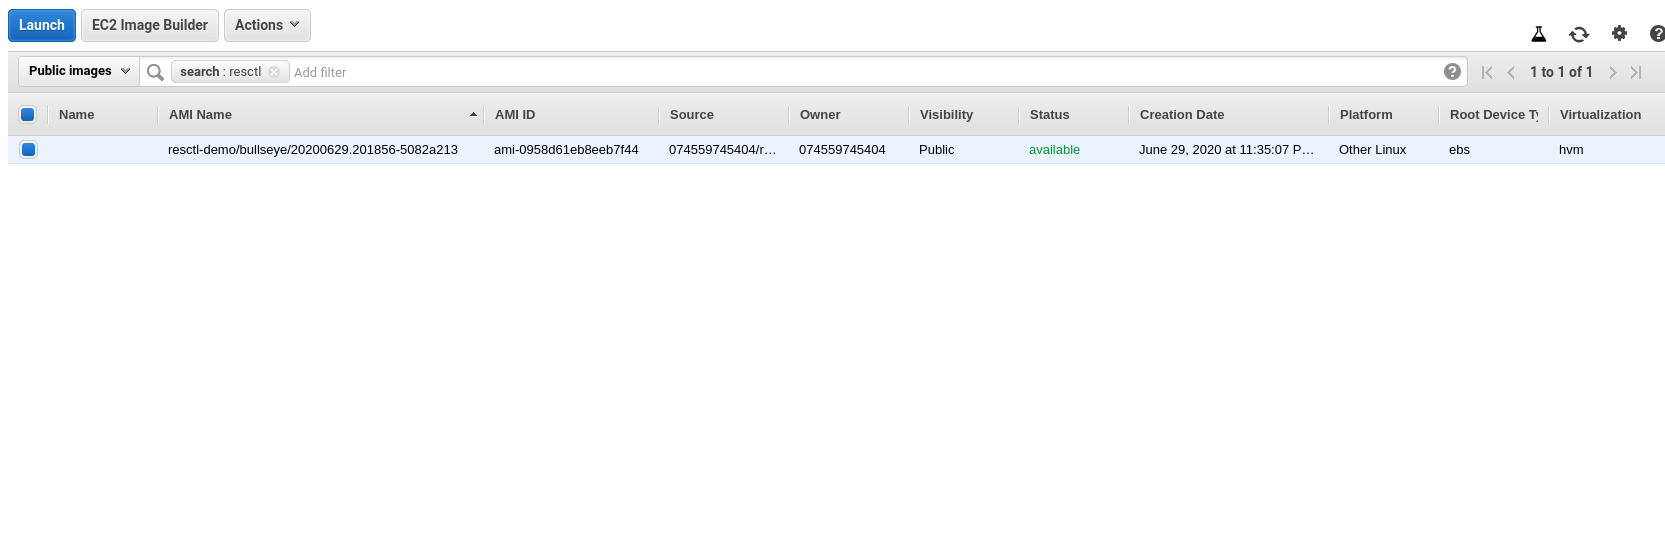 Launch EC2 Image Builder Actions
Public images search : resctl Add filter 1 to 1 of 1
Name AMI Name AMI ID Source Owner Visibility Status Creation Date Platform Root Device Ty Virtualization
resctl-demo/bullseye/20200629.201856-5082a213 ami-0958d61eb8eeb7f44 074559745404/r... 074559745404 Public available June 29, 2020 at 11:35:07 P... Other Linux ebs hvm